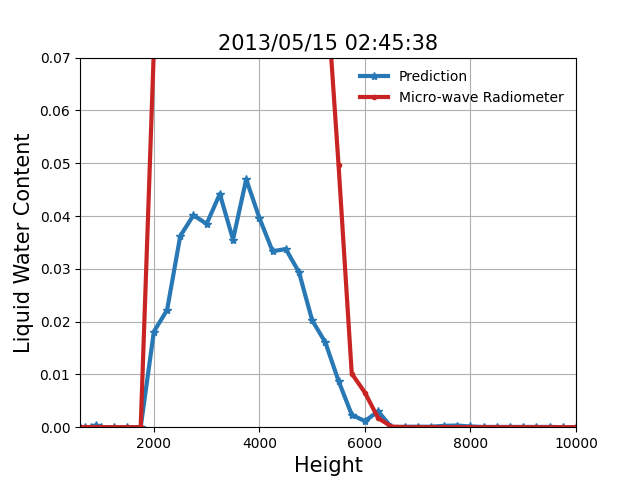 2013/05/15 02:45:38
Prediction
Micro-wave Radiometer
0.07
0.06
0.05
0.04
0.03
0.02
0.01
0.00
Liquid Water Content
2000 4000 6000 8000 10000
Height